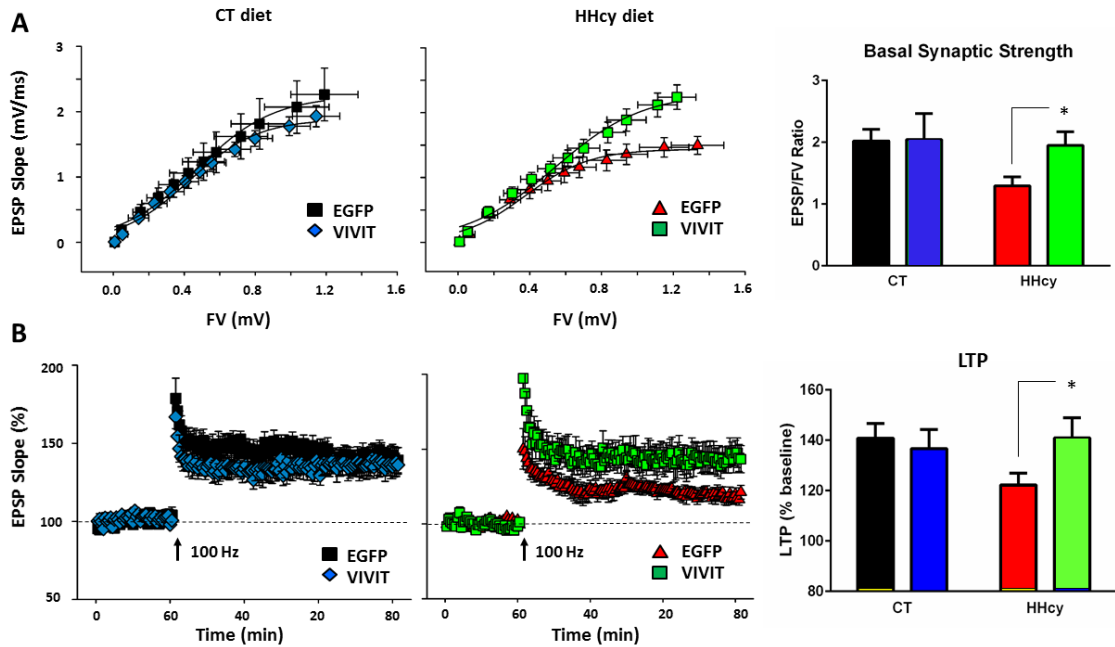 A
CT diet
HHcy diet
EPSP Slope (mV/ms)
3
2
1
0
EGFP
VIVIT
0.0 0.4 0.8 1.2 1.6
FV (mV)
EGFP
VIVIT
0.0 0.4 0.8 1.2 1.6
FV (mV)
Basal Synaptic Strength
EPSP/FV Ratio
3
2
1
0
*
CT HHcy
B
EPSP Slope (%)
200
150
100
50
100 Hz
EGFP
VIVIT
0 40 60 40 20 80
Time (min)
100 Hz
EGFP
VIVIT
0 40 60 40 20 80
Time (min)
LTP
LTP (% baseline)
160
140
120
100
80
*
CT HHcy